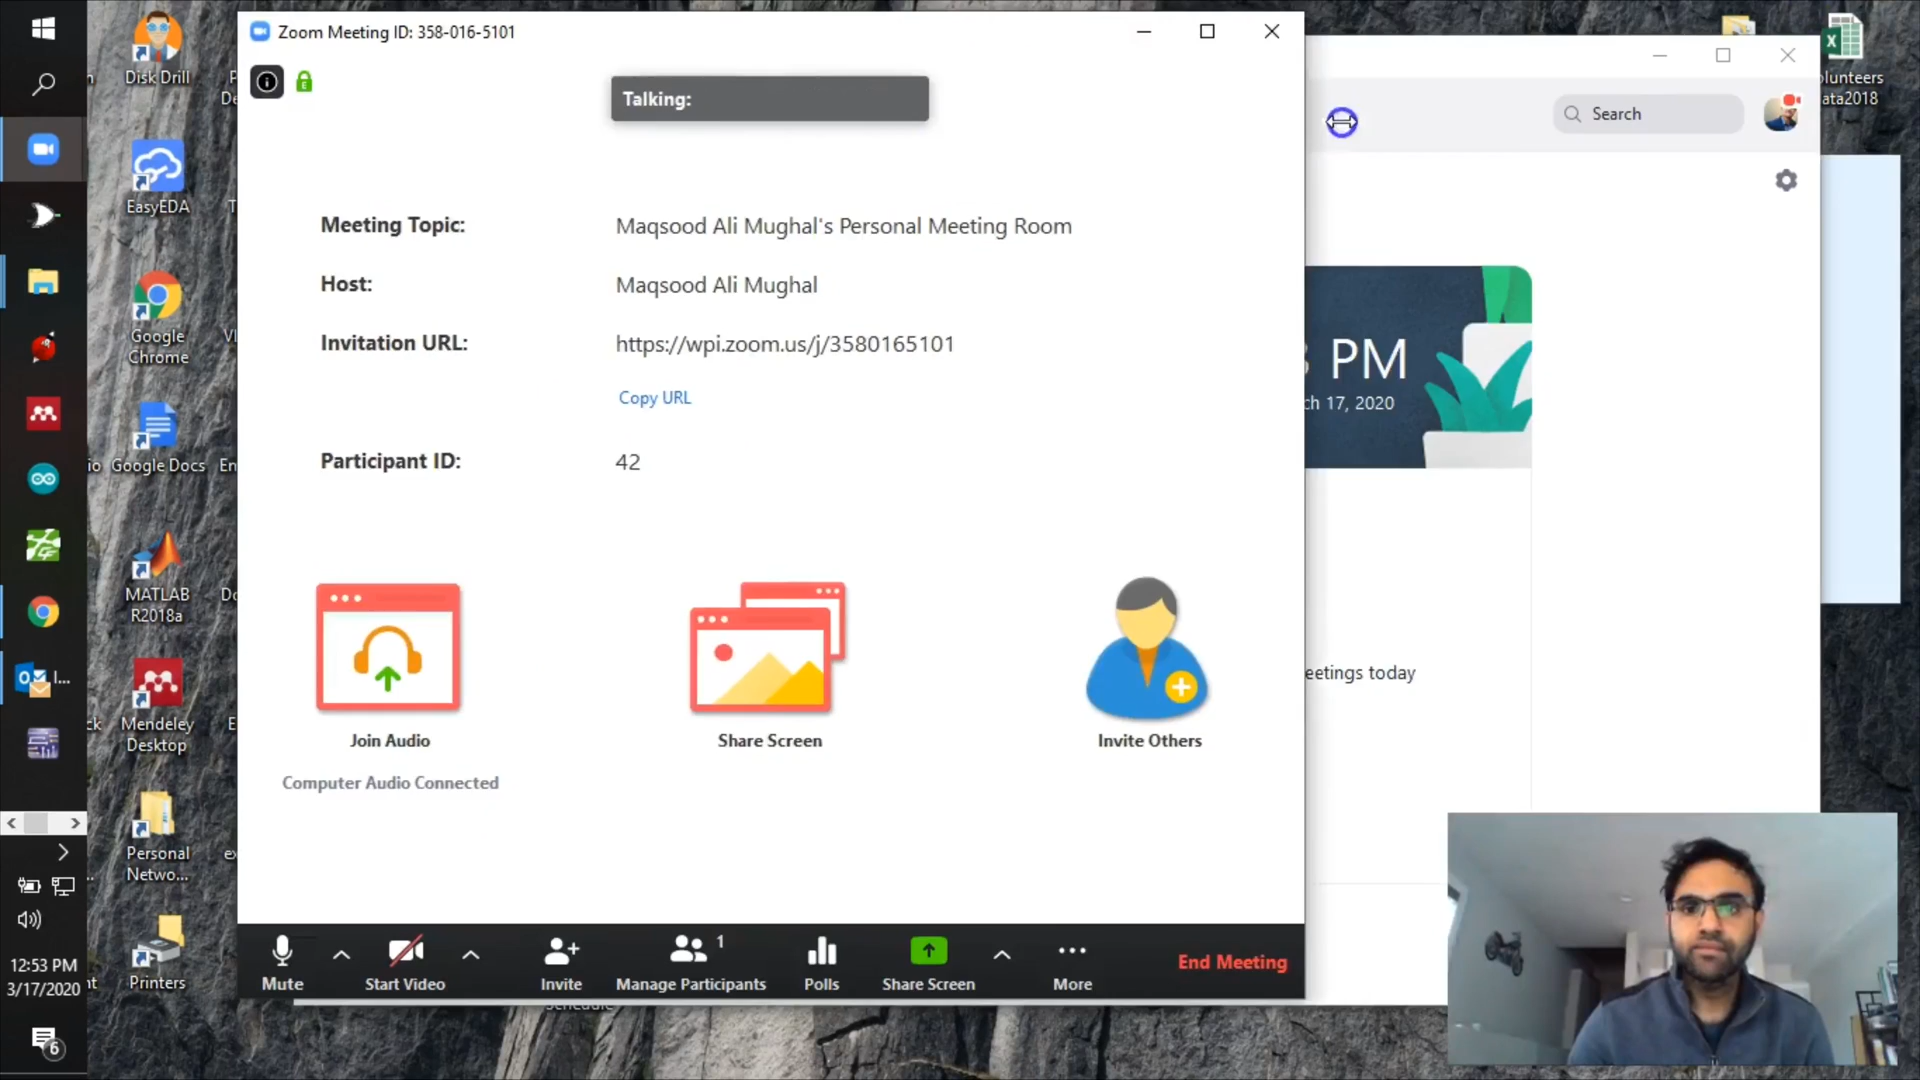 Zoom Meeting ID: 358-016-5101
Talking:
Meeting Topic: Maqsood Ali Mughal's Personal Meeting Room
Host: Maqsood Ali Mughal
Invitation URL: https://wpi.zoom.us/j/3580165101
Copy URL
Participant ID: 42
Join Audio
Share Screen
Invite Others
Computer Audio Connected
Mute
Start Video
Invite
1
Manage Participants
Polls
Share Screen
More
End Meeting
Search
PM
ch 17, 2020
eetings today
Disk Drill
EasyEDA
Google
Chrome
Google Docs
MATLAB
R2018a
Mendeley
Desktop
Personal
Netwo...
Printers
olunteers
ata2018
12:53 PM
3/17/2020
6